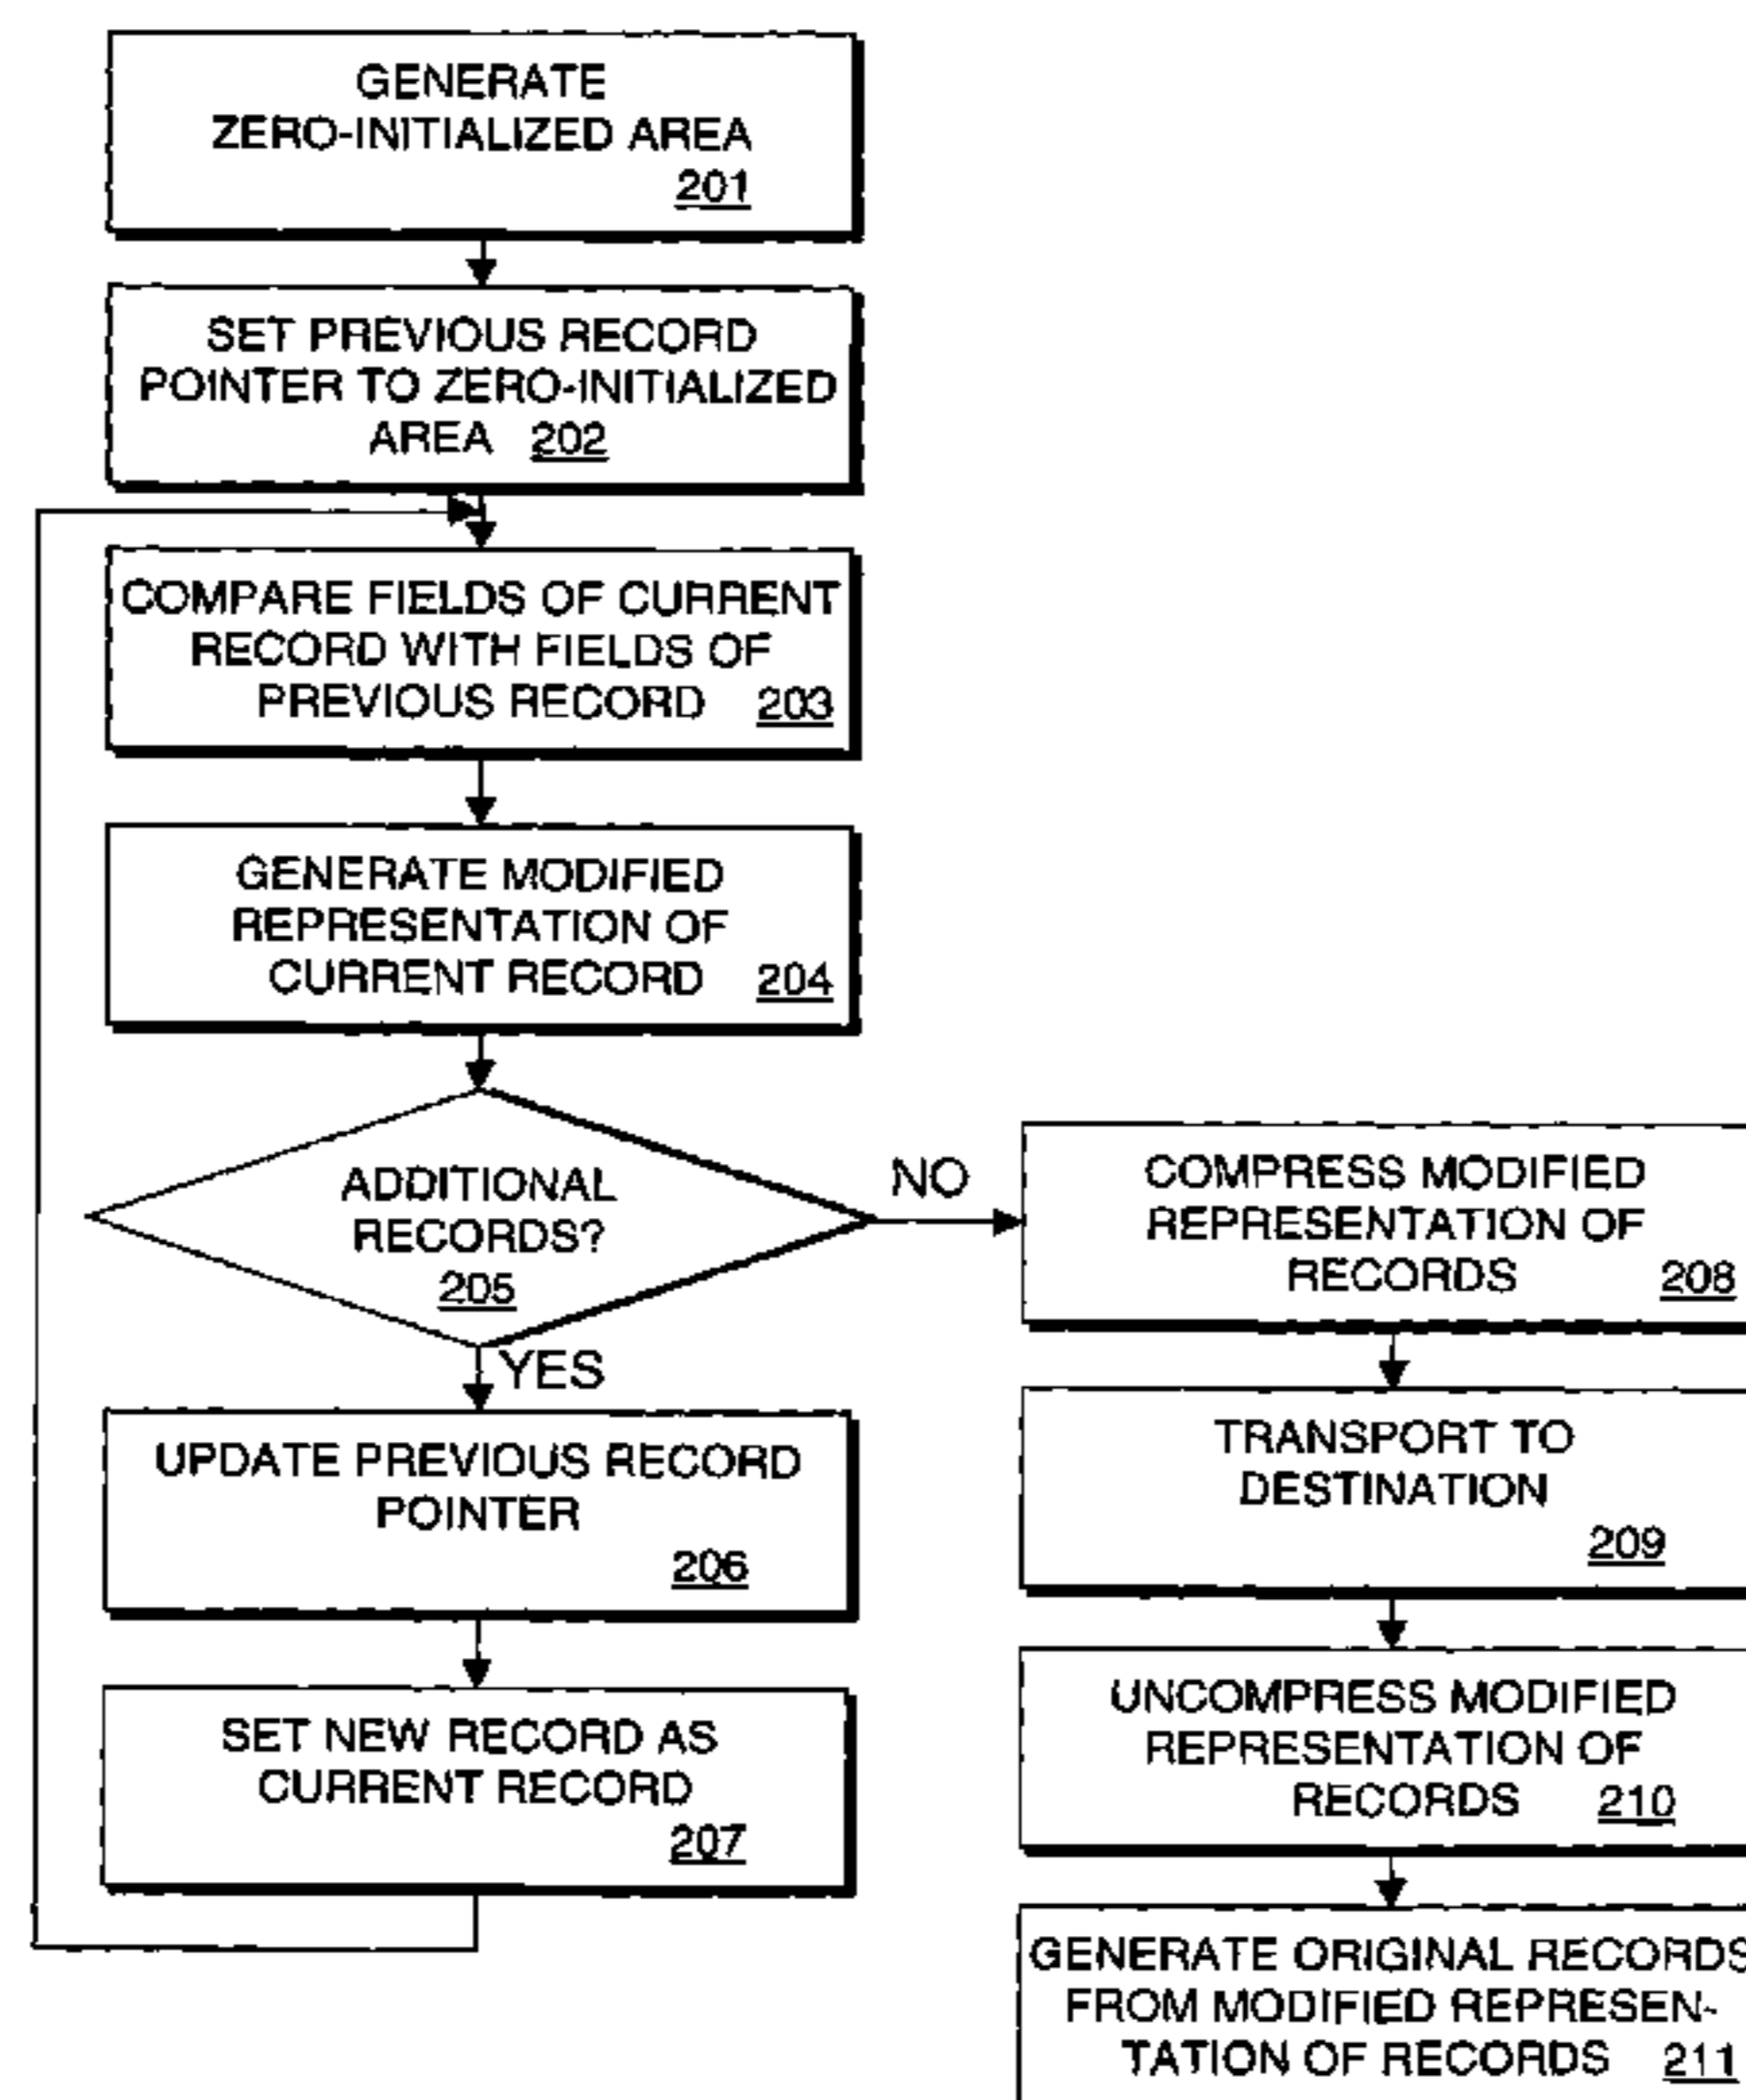 GENERATE
ZERO-INITIALIZED AREA
201
SET PREVIOUS RECORD
POINTER TO ZERO-INITIALIZED
AREA 202
COMPARE FIELDS OF CURRENT
RECORD WITH FIELDS OF
PREVIOUS RECORD 203
GENERATE MODIFIED
REPRESENTATION OF
CURRENT RECORD 204
ADDITIONAL
RECORDS?
205
NO
YES
UPDATE PREVIOUS RECORD
POINTER
206
SET NEW RECORD AS
CURRENT RECORD
207
COMPRESS MODIFIED
REPRESENTATION OF
RECORDS 208
TRANSPORT TO
DESTINATION
209
UNCOMPRESS MODIFIED
REPRESENTATION OF
RECORDS 210
GENERATE ORIGINAL RECORDS
FROM MODIFIED REPRESEN-
TATION OF RECORDS 211